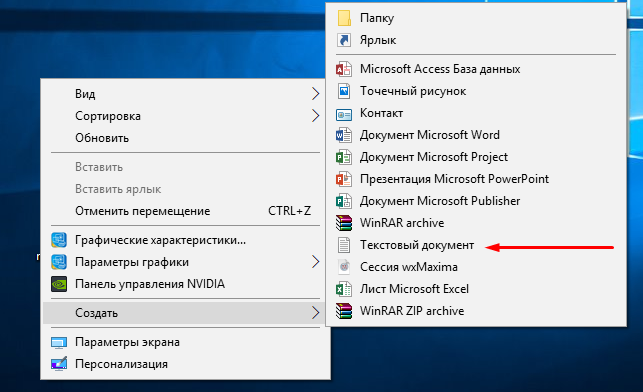 Вид
Сортировка
Обновить
Вставить
Вставить ярлык
Отменить перемещение CTRL+Z
Графические характеристики...
Параметры графики
Панель управления NVIDIA
Создать
Параметры экрана
Персонализация
Папку
Ярлык
Microsoft Access База данных
Точечный рисунок
Контакт
Документ Microsoft Word
Документ Microsoft Project
Презентация Microsoft PowerPoint
Документ Microsoft Publisher
WinRAR archive
Текстовый документ
Сессия wxMaxima
Лист Microsoft Excel
WinRAR ZIP archive